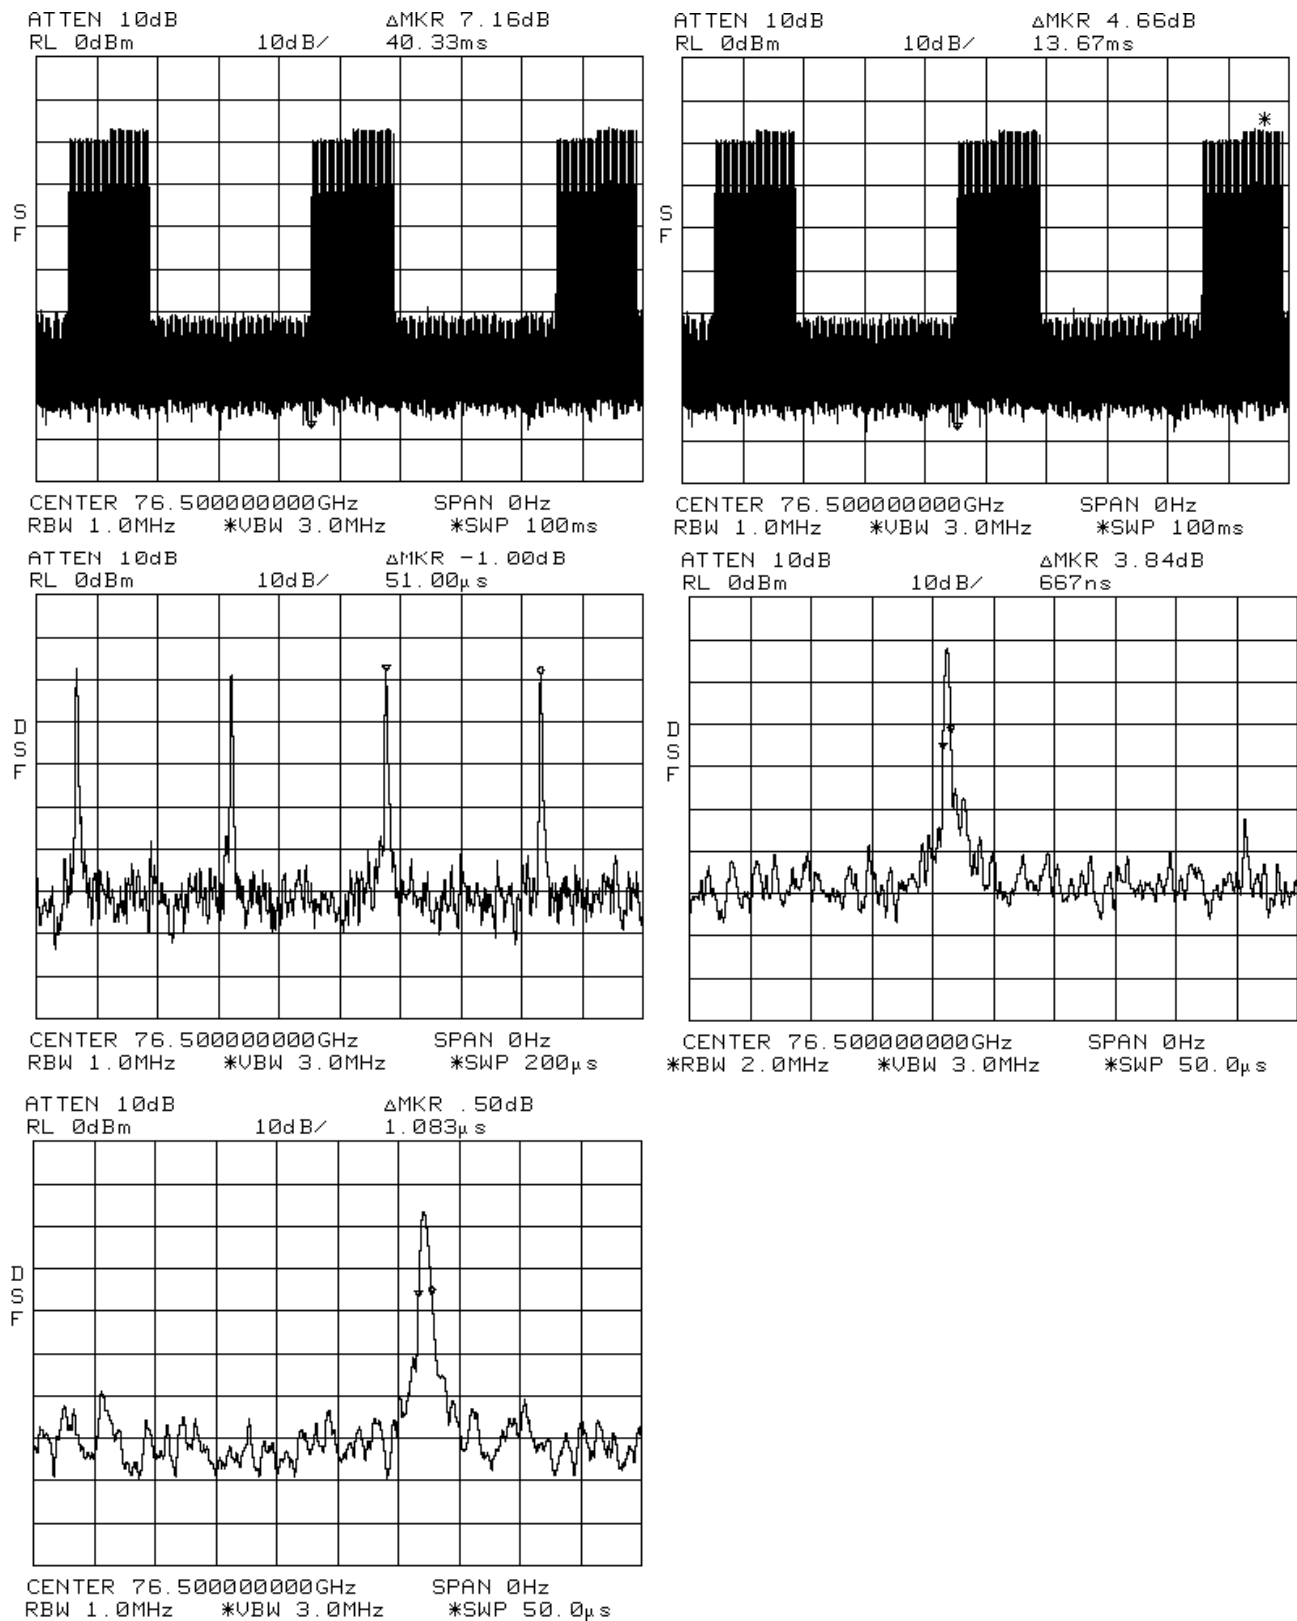 ATTEN 10dB ΔMKR 7.16dB
RL 0dBm 10dB/ 40.33ms
S
F
CENTER 76.500000000GHz SPAN 0Hz
RBW 1.0MHz *VBW 3.0MHz *SWP 100ms
ATTEN 10dB ΔMKR 4.66dB
RL 0dBm 10dB/ 13.67ms
*
S
F
CENTER 76.500000000GHz SPAN 0Hz
RBW 1.0MHz *VBW 3.0MHz *SWP 100ms
ATTEN 10dB ΔMKR -1.00dB
RL 0dBm 10dB/ 51.00μs
D
S
F
CENTER 76.500000000GHz SPAN 0Hz
RBW 1.0MHz *VBW 3.0MHz *SWP 200μs
ATTEN 10dB ΔMKR 3.84dB
RL 0dBm 10dB/ 667ns
D
S
F
CENTER 76.500000000GHz SPAN 0Hz
*RBW 2.0MHz *VBW 3.0MHz *SWP 50.0μs
ATTEN 10dB ΔMKR .50dB
RL 0dBm 10dB/ 1.083μs
D
S
F
CENTER 76.500000000GHz SPAN 0Hz
RBW 1.0MHz *VBW 3.0MHz *SWP 50.0μs